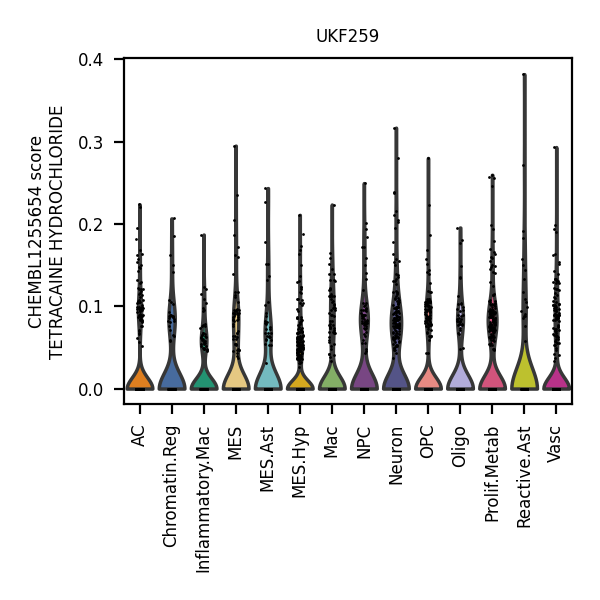 UKF259
CHEMBL1255654 score
TETRACAINE HYDROCHLORIDE
0.4
0.3
0.2
0.1
0.0
AC
Chromatin.Reg
Inflammatory.Mac
MES
MES.Ast
MES.Hyp
Mac
NPC
Neuron
OPC
Oligo
Prolif.Metab
Reactive.Ast
Vasc